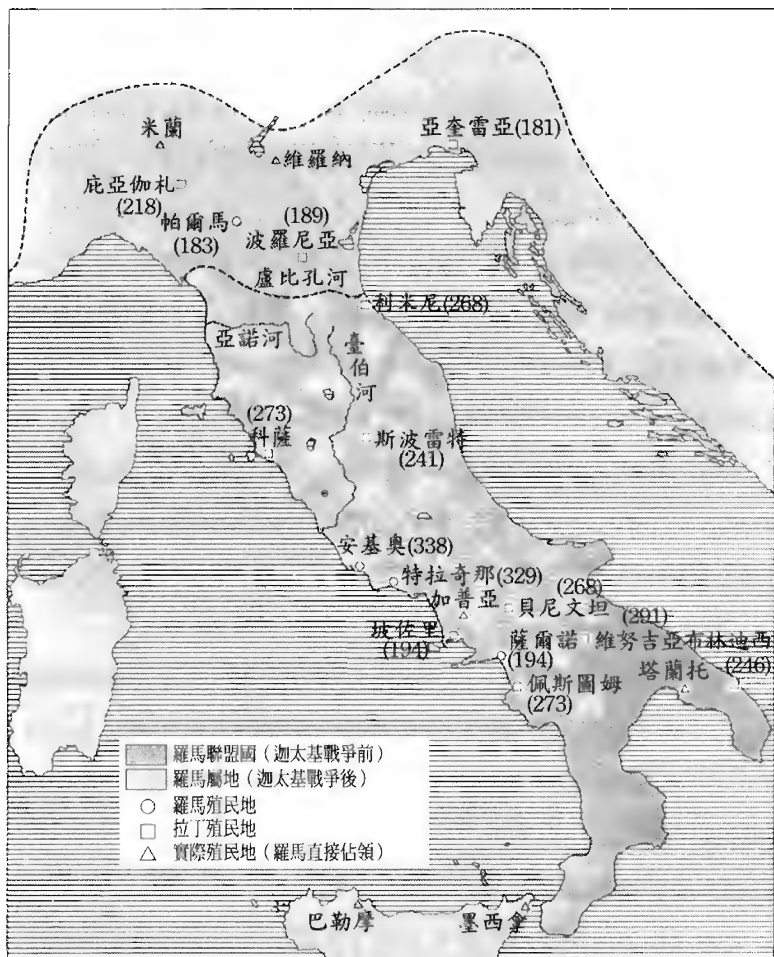 米蘭
亞奎雷亞(181)
維羅納
庇亞伽札
(218)
帕爾馬
(183)
(189)
波羅尼亞
盧比孔河
利米尼(268)
亞諾河
臺伯河
(273)
科薩
斯波雷特
(241)
安基奧(338)
特拉奇那(329)
加普亞
(268)
貝尼文坦
(291)
坡佐里
(194)
薩爾諾
(194)
維努吉亞
布林迪西
(246)
塔蘭托
佩斯圖姆
(273)
羅馬聯盟國（迦太基戰爭前）
羅馬屬地（迦太基戰爭後）
羅馬殖民地
拉丁殖民地
實際殖民地（羅馬直接佔領）
巴勒摩
墨西拿